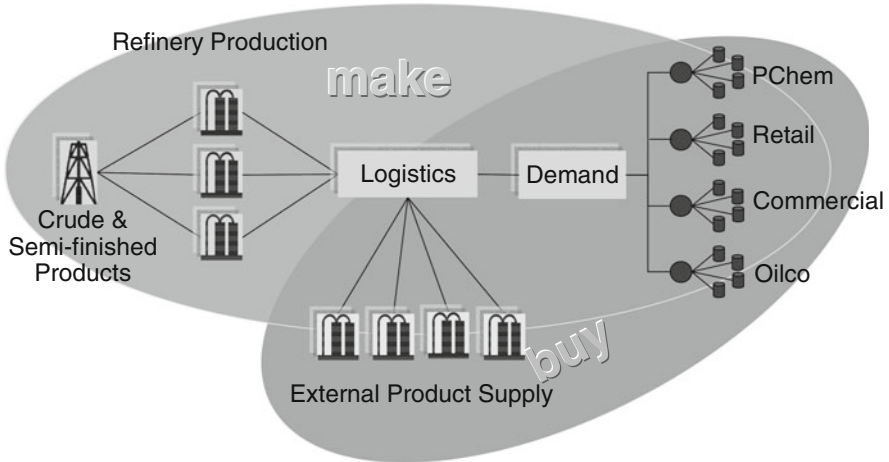 Refinery Production
make
PChem
Retail
Logistics
Demand
Commercial
Crude &
Semi-finished
Products
Oilco
buy
External Product Supply